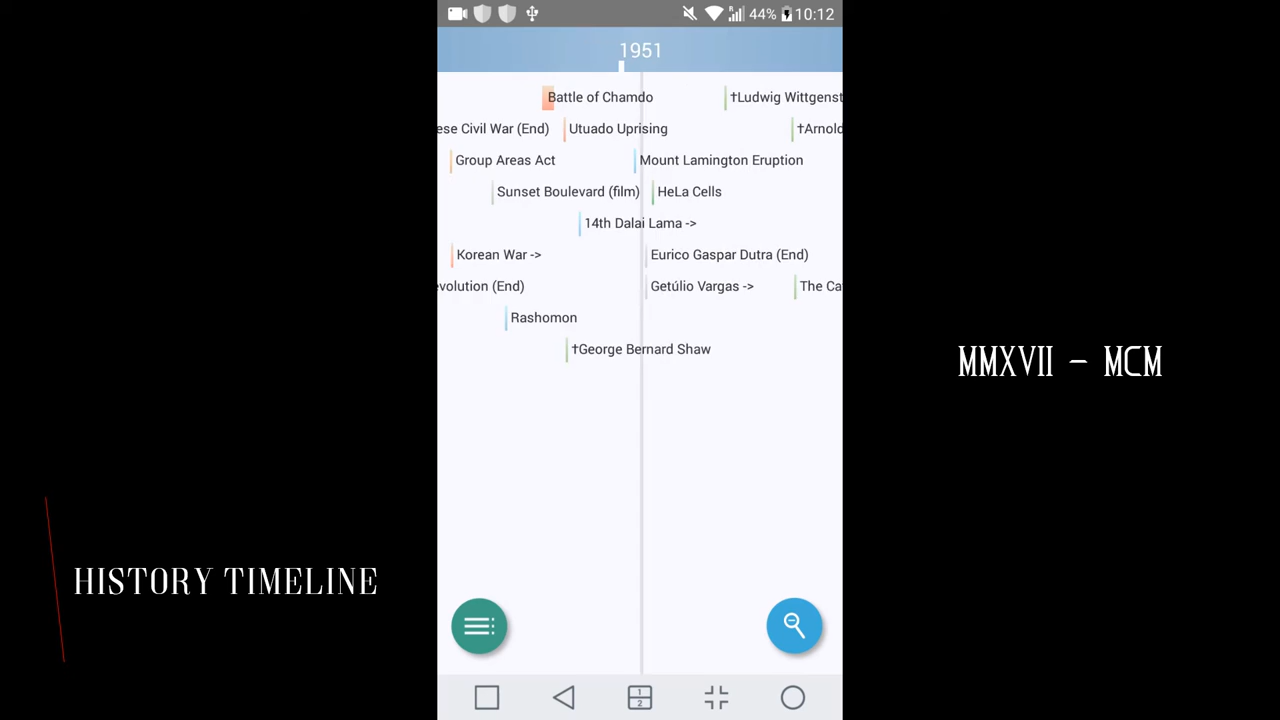 44% 10:12
1951
Battle of Chamdo †Ludwig Wittgenst
ese Civil War (End) Utuado Uprising †Arnold
Group Areas Act Mount Lamington Eruption
Sunset Boulevard (film) HeLa Cells
14th Dalai Lama ->
Korean War -> Eurico Gaspar Dutra (End)
evolution (End) Getúlio Vargas -> The Ca
Rashomon
†George Bernard Shaw
MMXVII - MCM
HISTORY TIMELINE
1
2